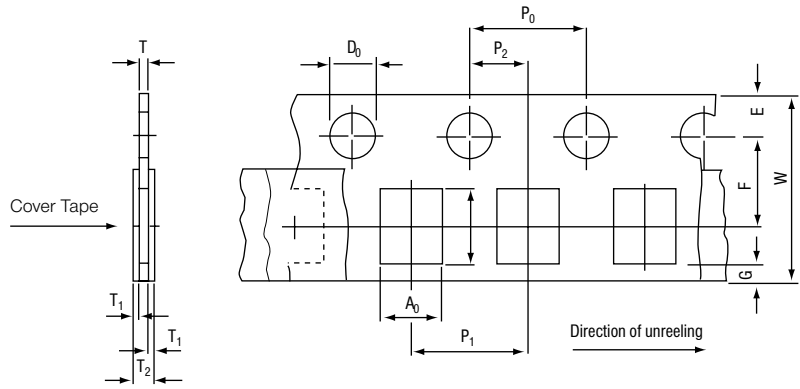 P₀
T
D₀
P₂
E
F
W
Cover Tape
G
T₁
A₀
T₁
P₁
Direction of unreeling
T₂